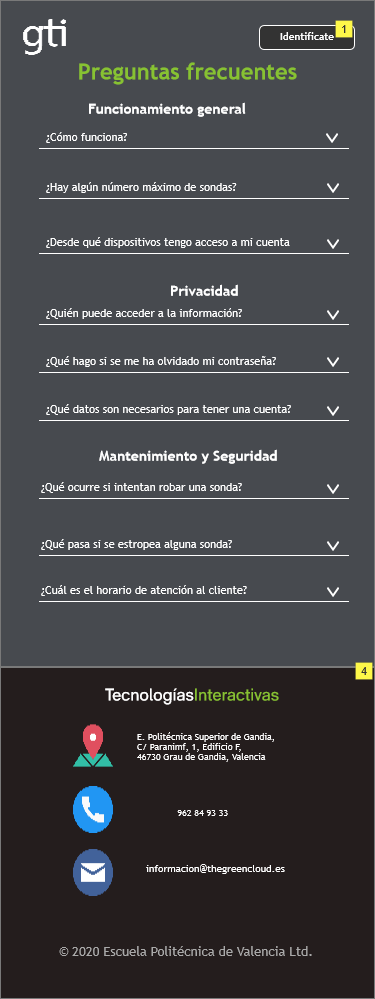 gti
Identifícate
1
Preguntas frecuentes
Funcionamiento general
¿Cómo funciona?
¿Hay algún número máximo de sondas?
¿Desde qué dispositivos tengo acceso a mi cuenta
Privacidad
¿Quién puede acceder a la información?
¿Qué hago si se me ha olvidado mi contraseña?
¿Qué datos son necesarios para tener una cuenta?
Mantenimiento y Seguridad
¿Qué ocurre si intentan robar una sonda?
¿Qué pasa si se estropea alguna sonda?
¿Cuál es el horario de atención al cliente?
4
TecnologíasInteractivas
E. Politécnica Superior de Gandia,
C/ Paranimf, 1, Edificio F,
46730 Grau de Gandia, Valencia
962 84 93 33
informacion@thegreencloud.es
© 2020 Escuela Politécnica de Valencia Ltd.